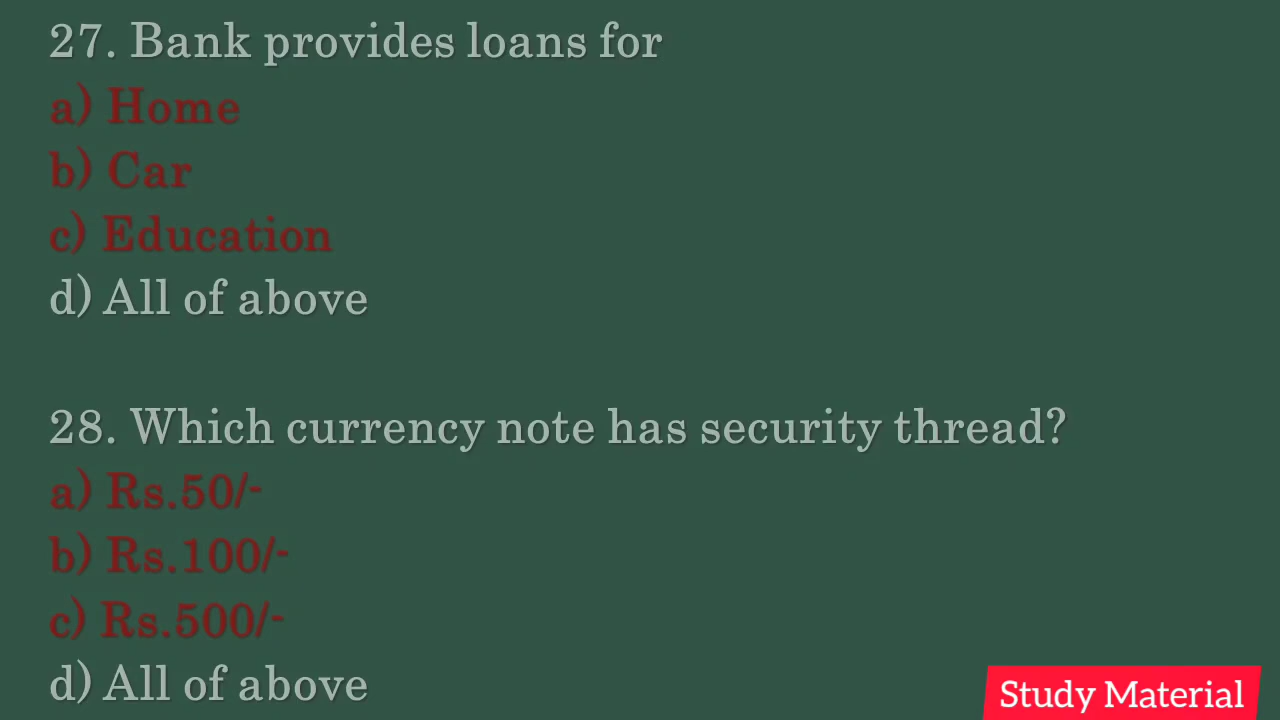 27. Bank provides loans for
a) Home
b) Car
c) Education
d) All of above
28. Which currency note has security thread?
a) Rs.50/-
b) Rs.100/-
c) Rs.500/-
d) All of above
Study Material